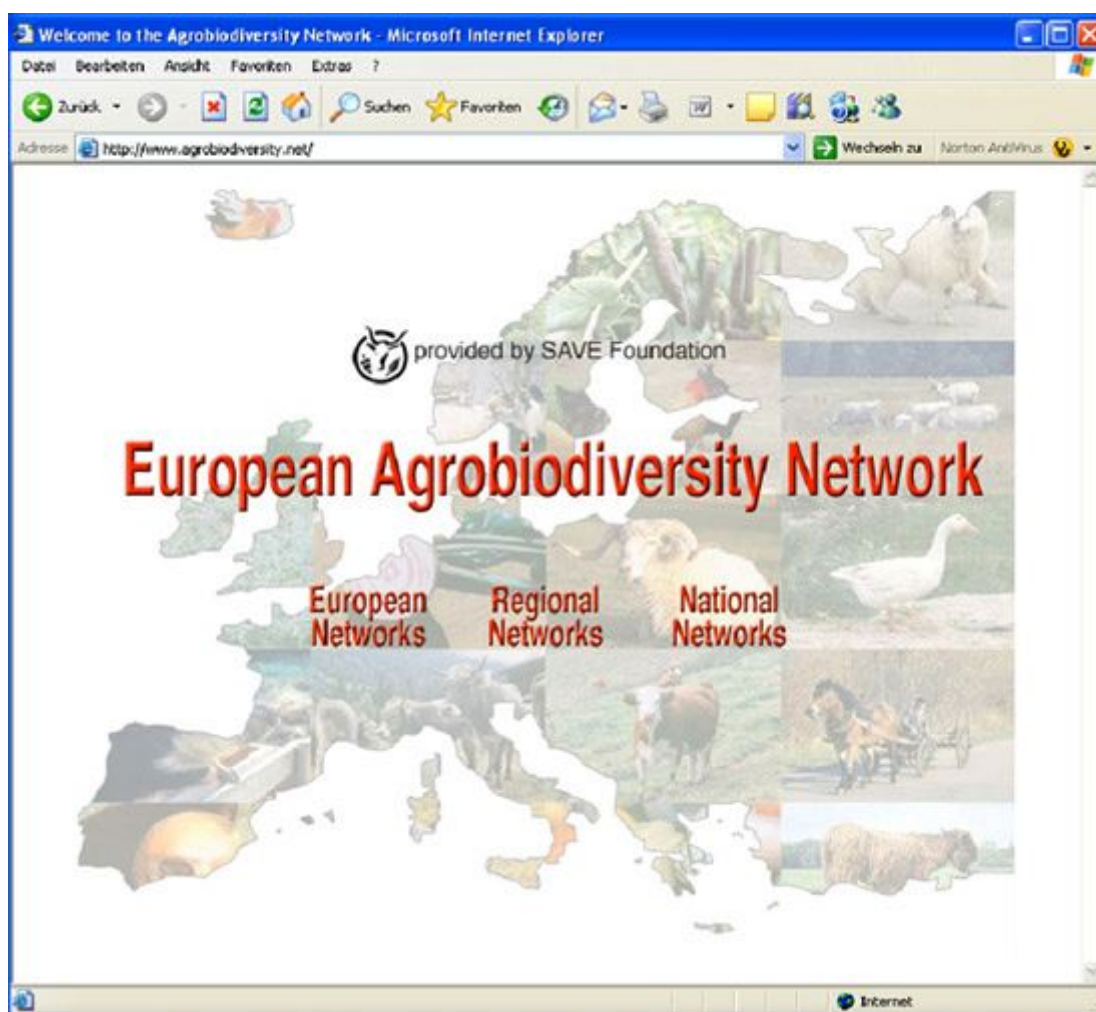 Welcome to the Agrobiodiversity Network - Microsoft Internet Explorer
Datei Bearbeiten Ansicht Favoriten Extras ?
Zurück Suchen Favoriten
Adresse http://www.agrobiodiversity.net/ Wechseln zu Norton AntiVirus
provided by SAVE Foundation
European Agrobiodiversity Network
European Regional National
Networks Networks Networks
Internet